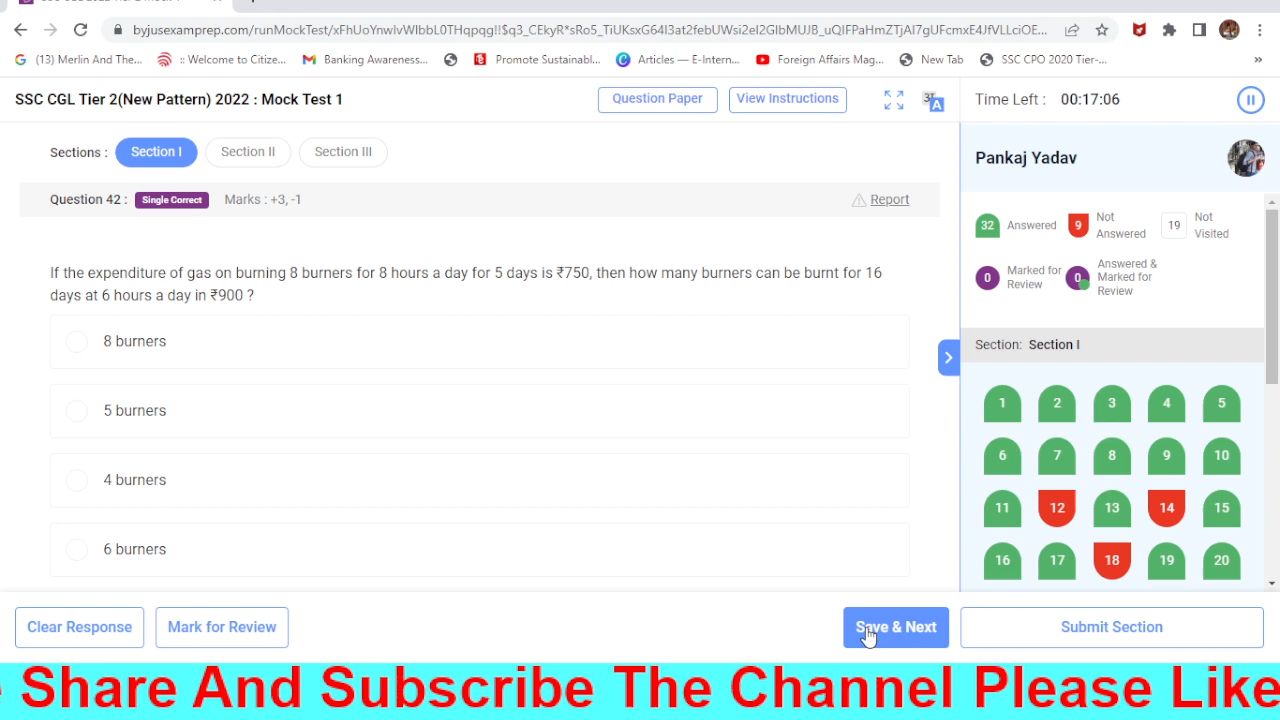 byjusexamprep.com/runMockTest/
(13) Merlin And The...
:: Welcome to Citize...
Banking Awareness...
Promote Sustainabl...
Articles — E-Intern...
Foreign Affairs Mag...
New Tab
SSC CPO 2020 Tier-...
»
SSC CGL Tier 2(New Pattern) 2022 : Mock Test 1
Question Paper
View Instructions
Time Left : 00:17:06
Sections : Section I Section II Section III
Pankaj Yadav
Question 42 : Single Correct Marks : +3, -1
Report
32 Answered
9 Not Answered
19 Not Visited
0 Marked for Review
0 Answered & Marked for Review
If the expenditure of gas on burning 8 burners for 8 hours a day for 5 days is ₹750, then how many burners can be burnt for 16
days at 6 hours a day in ₹900 ?
8 burners
5 burners
4 burners
6 burners
Section: Section I
1 2 3 4 5
6 7 8 9 10
11 12 13 14 15
16 17 18 19 20
Clear Response
Mark for Review
Save & Next
Submit Section
Share And Subscribe The Channel Please Like